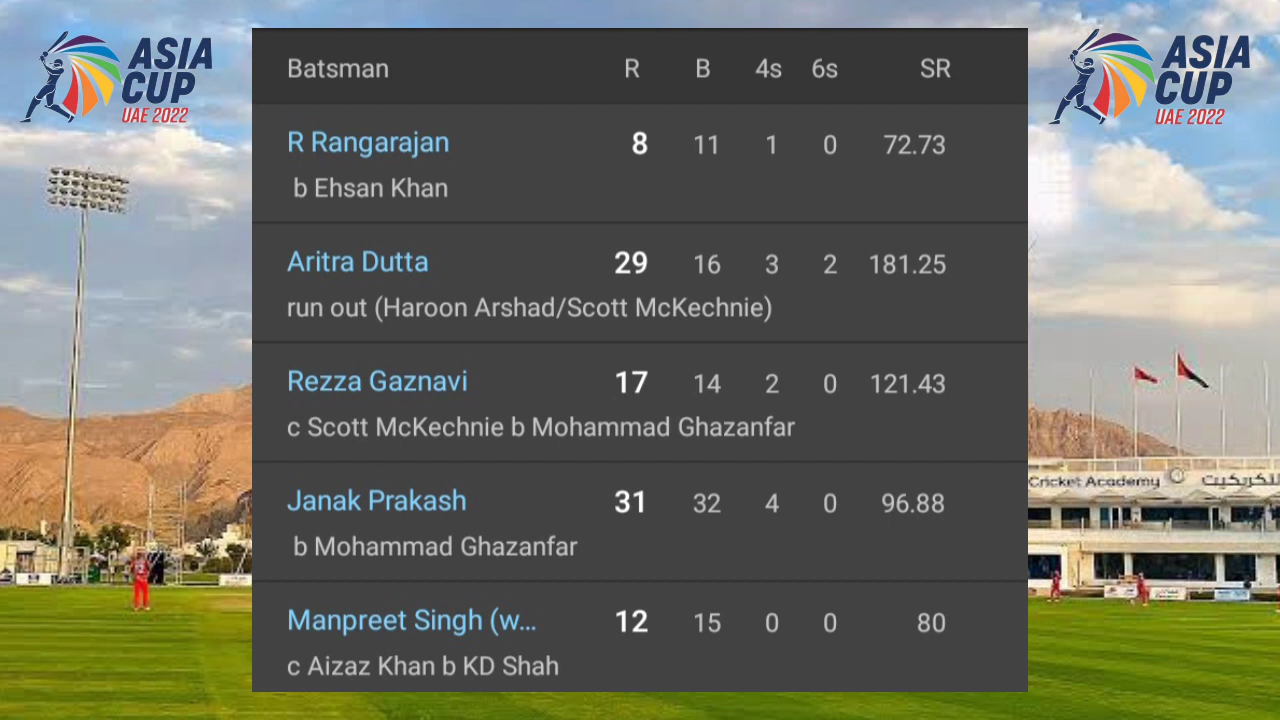 ASIA
CUP
UAE 2022
ASIA
CUP
UAE 2022
Batsman R B 4s 6s SR
R Rangarajan 8 11 1 0 72.73
b Ehsan Khan
Aritra Dutta 29 16 3 2 181.25
run out (Haroon Arshad/Scott McKechnie)
Rezza Gaznavi 17 14 2 0 121.43
c Scott McKechnie b Mohammad Ghazanfar
Janak Prakash 31 32 4 0 96.88
b Mohammad Ghazanfar
Manpreet Singh (w... 12 15 0 0 80
c Aizaz Khan b KD Shah
Cricket Academy للكريكيت